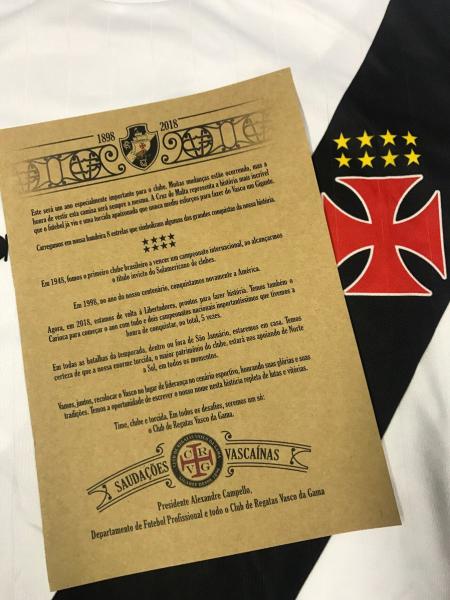 1898 2018
Este será um ano especialmente importante para o clube. Muitas mudanças estão ocorrendo, mas a
honra de vestir esta camisa será sempre a mesma. A Cruz de Malta representa a história mais incrível
que o futebol já viu e uma torcida apaixonada que nunca mediu esforços para fazer do Vasco um Gigante.
Carregamos em nossa bandeira 8 estrelas que simbolizam algumas das grandes conquistas da nossa história.
Em 1948, fomos o primeiro clube brasileiro a vencer um campeonato internacional, ao alcançarmos
o título invicto do Sulamericano de clubes.
Em 1998, no ano do nosso centenário, conquistamos novamente a América.
Agora, em 2018, estamos de volta à Libertadores, prontos para fazer história. Temos também o
Carioca para começar o ano com tudo e dois campeonatos nacionais importantíssimos que tivemos a
honra de conquistar, no total, 5 vezes.
Em todas as batalhas da temporada, dentro ou fora de São Januário, estaremos em casa. Temos
certeza de que a nossa enorme torcida, o maior patrimônio do clube, estará nos apoiando de Norte
a Sul, em todos os momentos.
Vamos, juntos, recolocar o Vasco no lugar de liderança no cenário esportivo, honrando suas glórias e suas
tradições. Temos a oportunidade de escrever o nosso nome nesta história repleta de lutas e vitórias.
Time, clube e torcida. Em todos os desafios, seremos um só:
o Club de Regatas Vasco da Gama.
SAUDAÇÕES VASCAÍNAS
C R
V G
Presidente Alexandre Campello,
Departamento de Futebol Profissional e todo o Club de Regatas Vasco da Gama